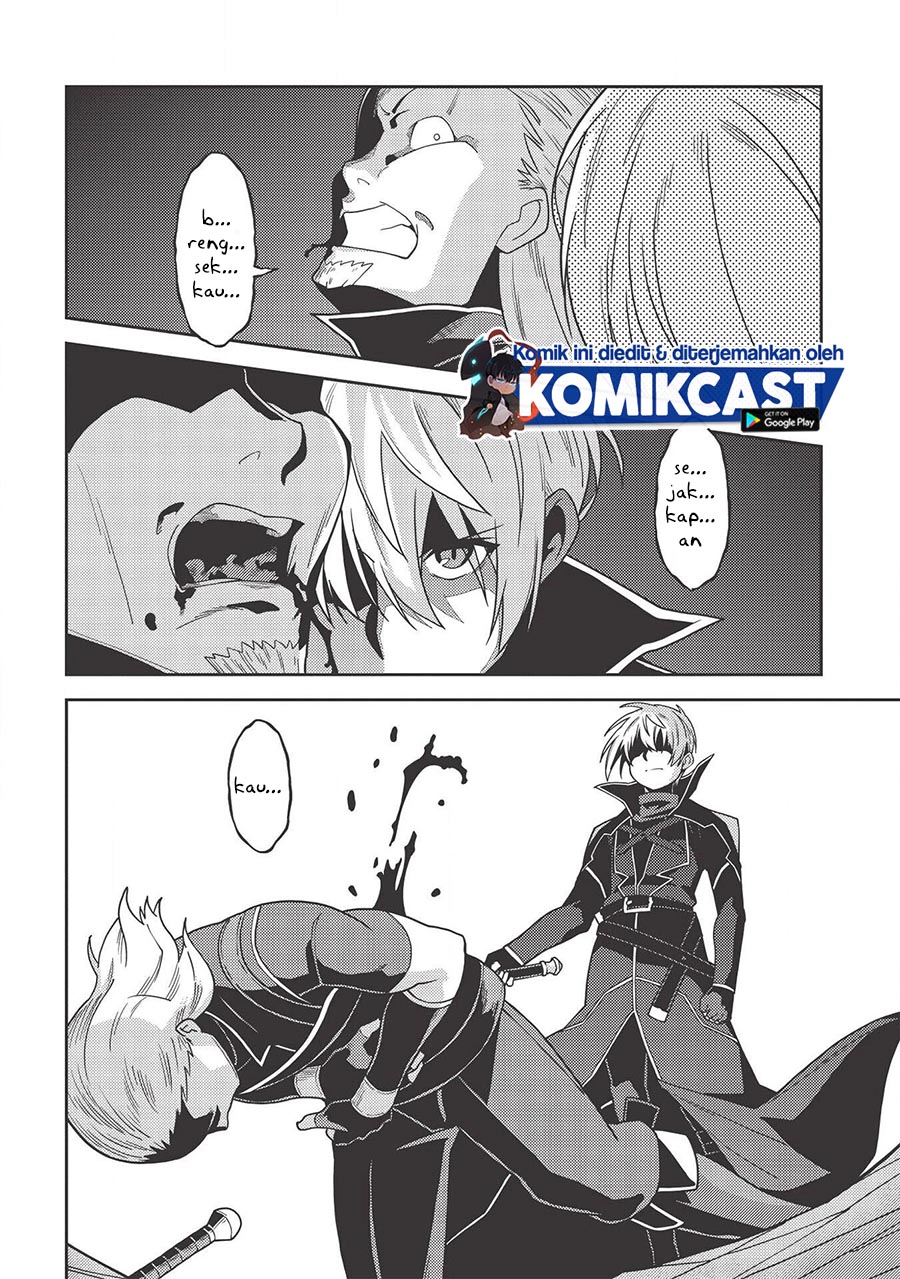 b...
reng...
sek...
kau...
Komik ini diedit & diterjemahkan oleh
KOMIKCAST
GET IT ON
Google Play
se...
jak...
kap...
an
kau...